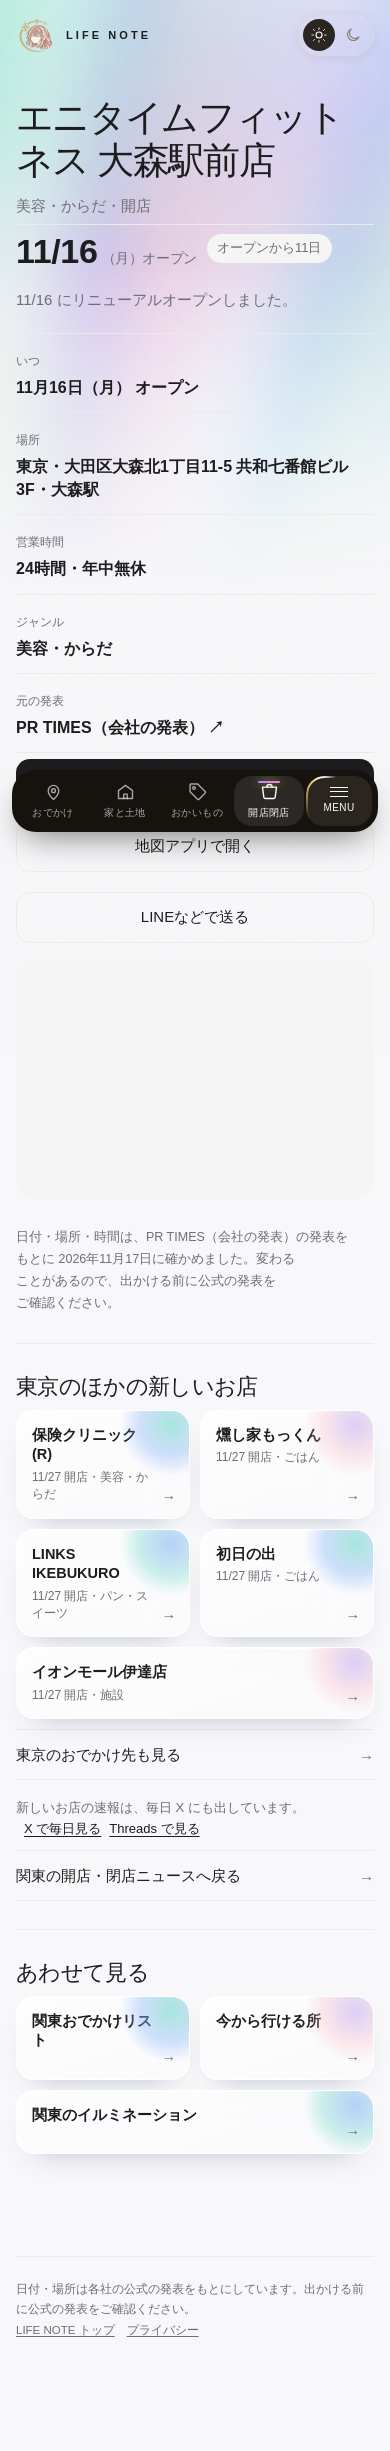 LIFE NOTE
エニタイムフィット
ネス 大森駅前店
美容・からだ・開店
11/16 （月）オープン オープンから11日
11/16 にリニューアルオープンしました。
いつ
11月16日（月） オープン
場所
東京・大田区大森北1丁目11-5 共和七番館ビル
3F・大森駅
営業時間
24時間・年中無休
ジャンル
美容・からだ
元の発表
PR TIMES（会社の発表） ↗
おでかけ 家と土地 おかいもの 開店閉店 MENU
地図アプリで開く
LINEなどで送る
日付・場所・時間は、PR TIMES（会社の発表）の発表を
もとに 2026年11月17日に確かめました。変わる
ことがあるので、出かける前に公式の発表を
ご確認ください。
東京のほかの新しいお店
保険クリニック
(R)
11/27 開店・美容・か
らだ
→
燻し家もっくん
11/27 開店・ごはん
→
LINKS
IKEBUKURO
11/27 開店・パン・ス
イーツ
→
初日の出
11/27 開店・ごはん
→
イオンモール伊達店
11/27 開店・施設
→
東京のおでかけ先も見る →
新しいお店の速報は、毎日 X にも出しています。
X で毎日見る Threads で見る
関東の開店・閉店ニュースへ戻る →
あわせて見る
関東おでかけリス
ト
→
今から行ける所
→
関東のイルミネーション
→
日付・場所は各社の公式の発表をもとにしています。出かける前
に公式の発表をご確認ください。
LIFE NOTE トップ プライバシー